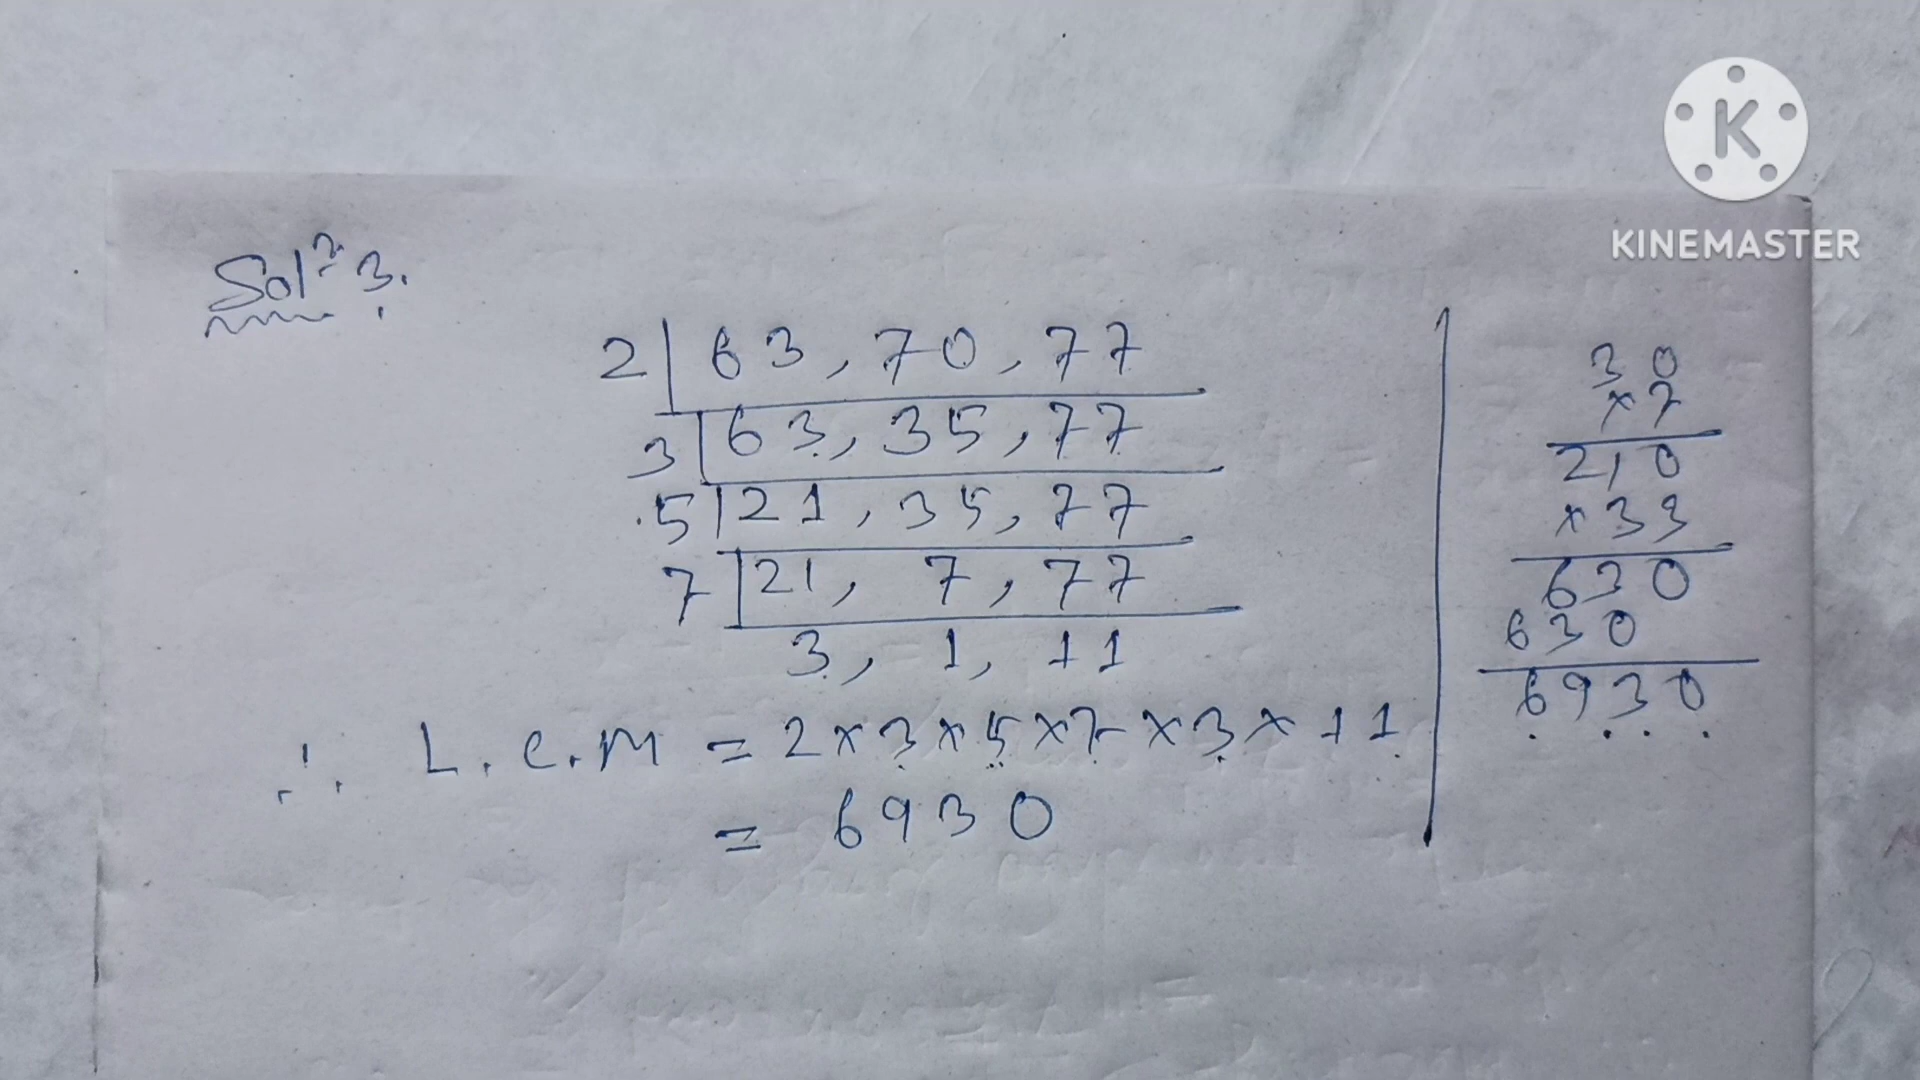 Solⁿ 3.
2 | 63, 70, 77
3 | 63, 35, 77
5 | 21, 35, 77
7 | 21, 7, 77
3, 1, 11
∴ L.C.M = 2×3×5×7×3×11
= 6930
30
×7
210
×33
630
630
6930
K
KINEMASTER